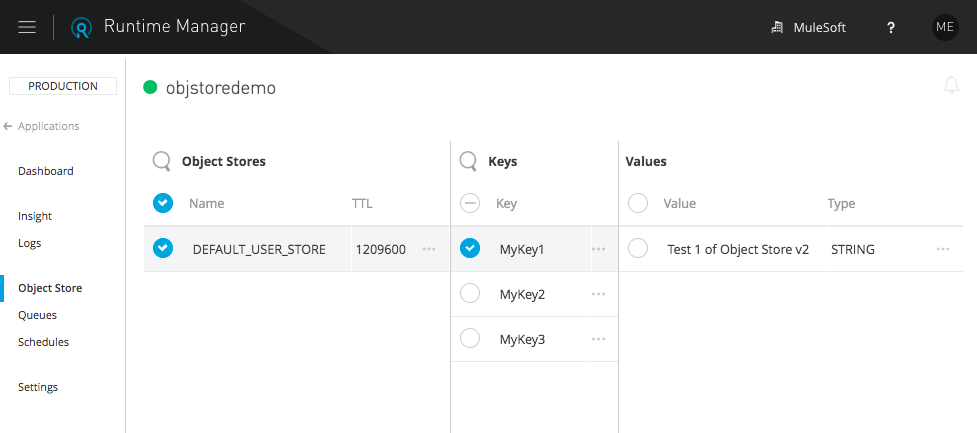 Runtime Manager
MuleSoft
?
ME
PRODUCTION
objstoredemo
Applications
Dashboard
Insight
Logs
Object Store
Queues
Schedules
Settings
Object Stores
Name TTL
DEFAULT_USER_STORE 1209600 ...
Keys
Key
MyKey1 ...
MyKey2 ...
MyKey3 ...
Values
Value Type
Test 1 of Object Store v2 STRING ...